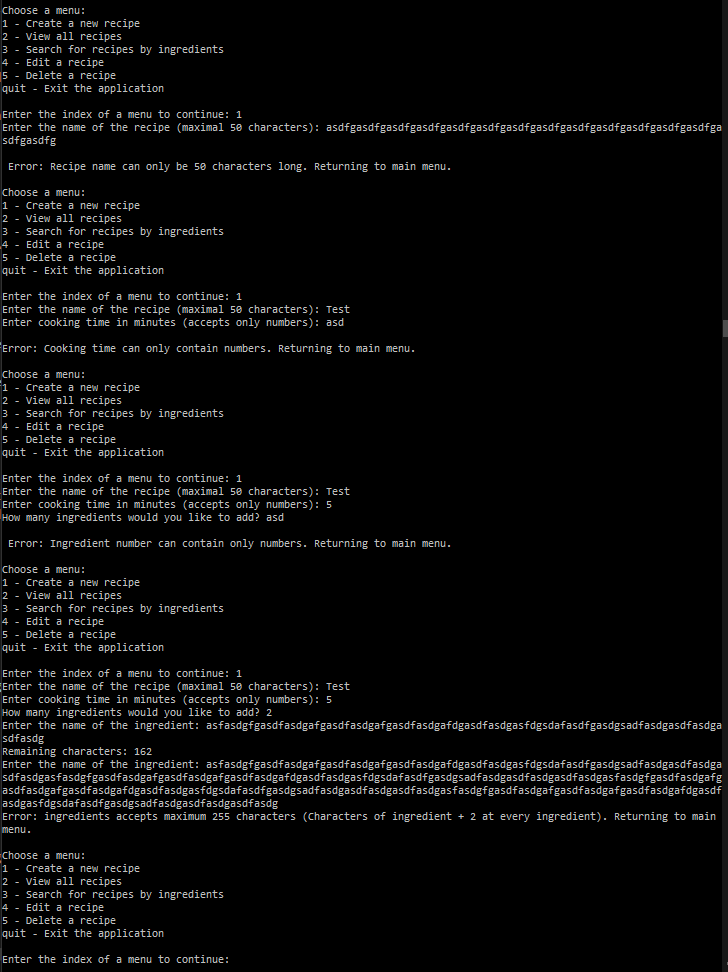 Choose a menu:
1 - Create a new recipe
2 - View all recipes
3 - Search for recipes by ingredients
4 - Edit a recipe
5 - Delete a recipe
quit - Exit the application
Enter the index of a menu to continue: 1
Enter the name of the recipe (maximal 50 characters):
Error: Recipe name can only be 50 characters long. Returning to main menu.
Choose a menu:
1 - Create a new recipe
2 - View all recipes
3 - Search for recipes by ingredients
4 - Edit a recipe
5 - Delete a recipe
quit - Exit the application
Enter the index of a menu to continue: 1
Enter the name of the recipe (maximal 50 characters): Test
Enter cooking time in minutes (accepts only numbers): asd
Error: Cooking time can only contain numbers. Returning to main menu.
Choose a menu:
1 - Create a new recipe
2 - View all recipes
3 - Search for recipes by ingredients
4 - Edit a recipe
5 - Delete a recipe
quit - Exit the application
Enter the index of a menu to continue: 1
Enter the name of the recipe (maximal 50 characters): Test
Enter cooking time in minutes (accepts only numbers): 5
How many ingredients would you like to add? asd
Error: Ingredient number can contain only numbers. Returning to main menu.
Choose a menu:
1 - Create a new recipe
2 - View all recipes
3 - Search for recipes by ingredients
4 - Edit a recipe
5 - Delete a recipe
quit - Exit the application
Enter the index of a menu to continue: 1
Enter the name of the recipe (maximal 50 characters): Test
Enter cooking time in minutes (accepts only numbers): 5
How many ingredients would you like to add? 2
Enter the name of the ingredient:
sdfasdg
Remaining characters: 162
Enter the name of the ingredient:
Error: ingredients accepts maximum 255 characters (Characters of ingredient + 2 at every ingredient). Returning to main
menu.
Choose a menu:
1 - Create a new recipe
2 - View all recipes
3 - Search for recipes by ingredients
4 - Edit a recipe
5 - Delete a recipe
quit - Exit the application
Enter the index of a menu to continue: